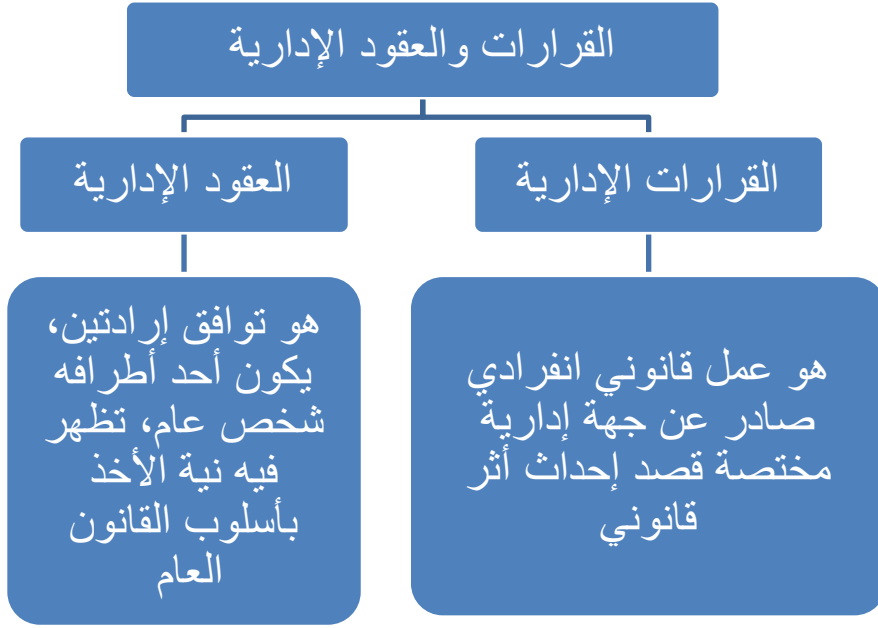 القرارات والعقود الإدارية
القرارات الإدارية
هو عمل قانوني انفرادي
صادر عن جهة إدارية
مختصة قصد إحداث أثر
قانوني
العقود الإدارية
هو توافق إرادتين،
يكون أحد أطرافه
شخص عام، تظهر
فيه نية الأخذ
بأسلوب القانون
العام